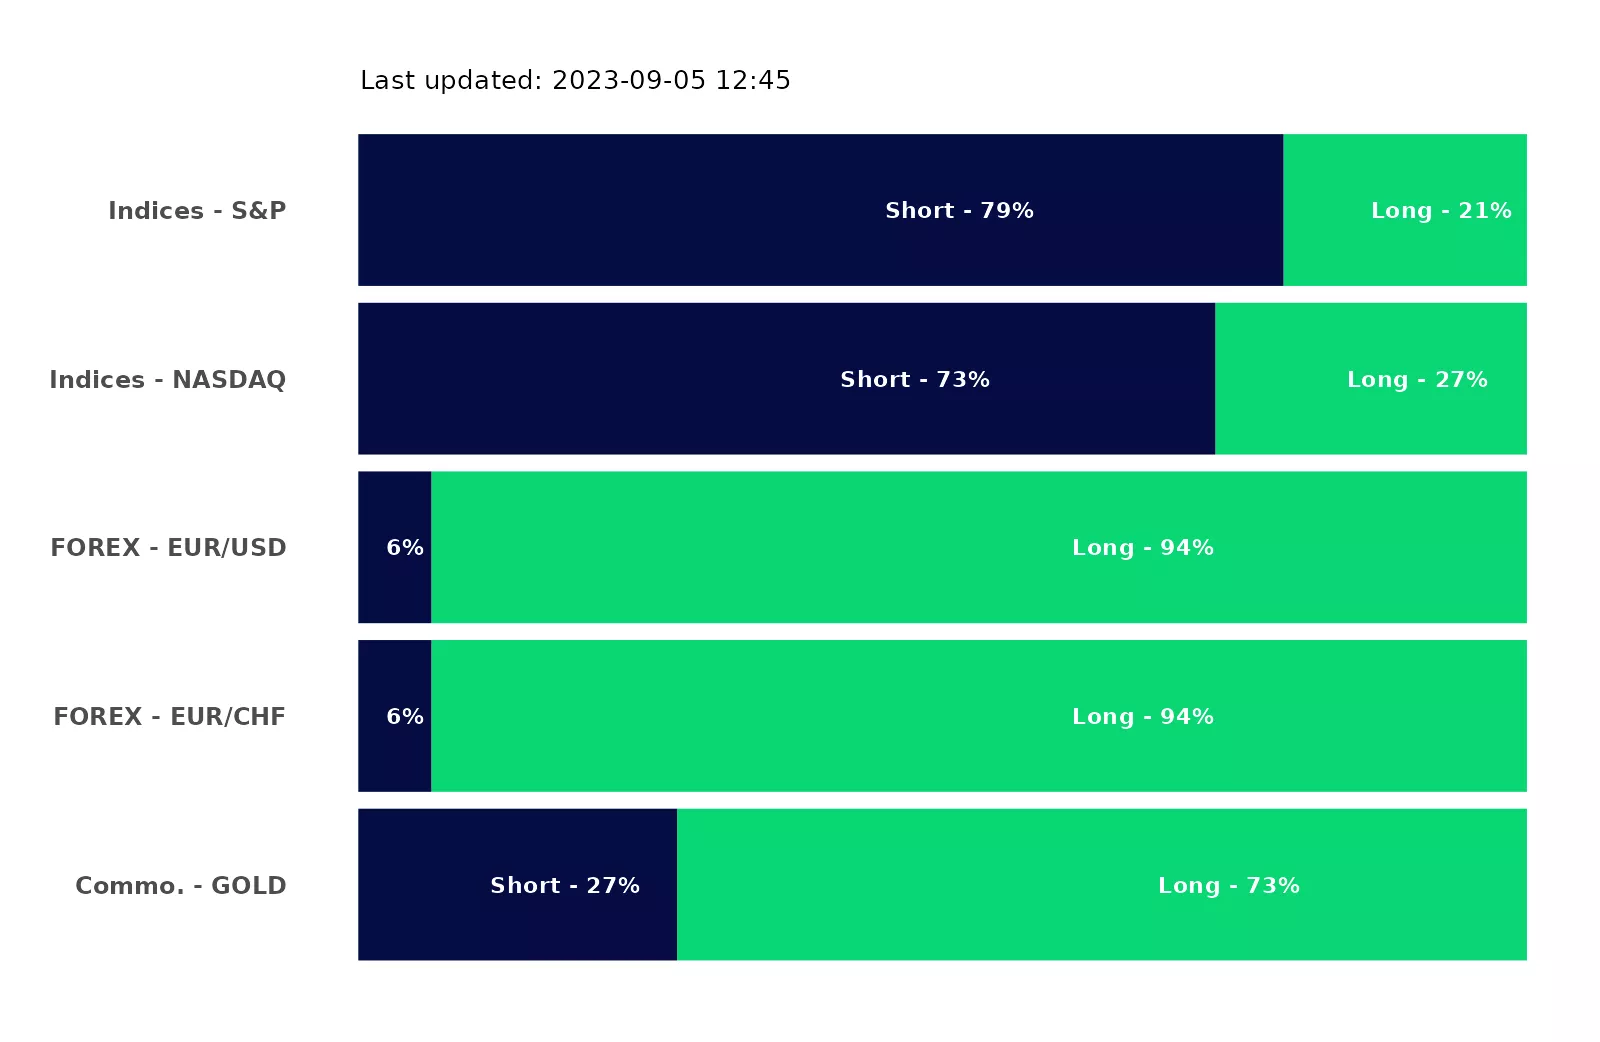 Last updated: 2023-09-05 12:45
Indices - S&P Short - 79% Long - 21%
Indices - NASDAQ Short - 73% Long - 27%
FOREX - EUR/USD 6% Long - 94%
FOREX - EUR/CHF 6% Long - 94%
Commo. - GOLD Short - 27% Long - 73%